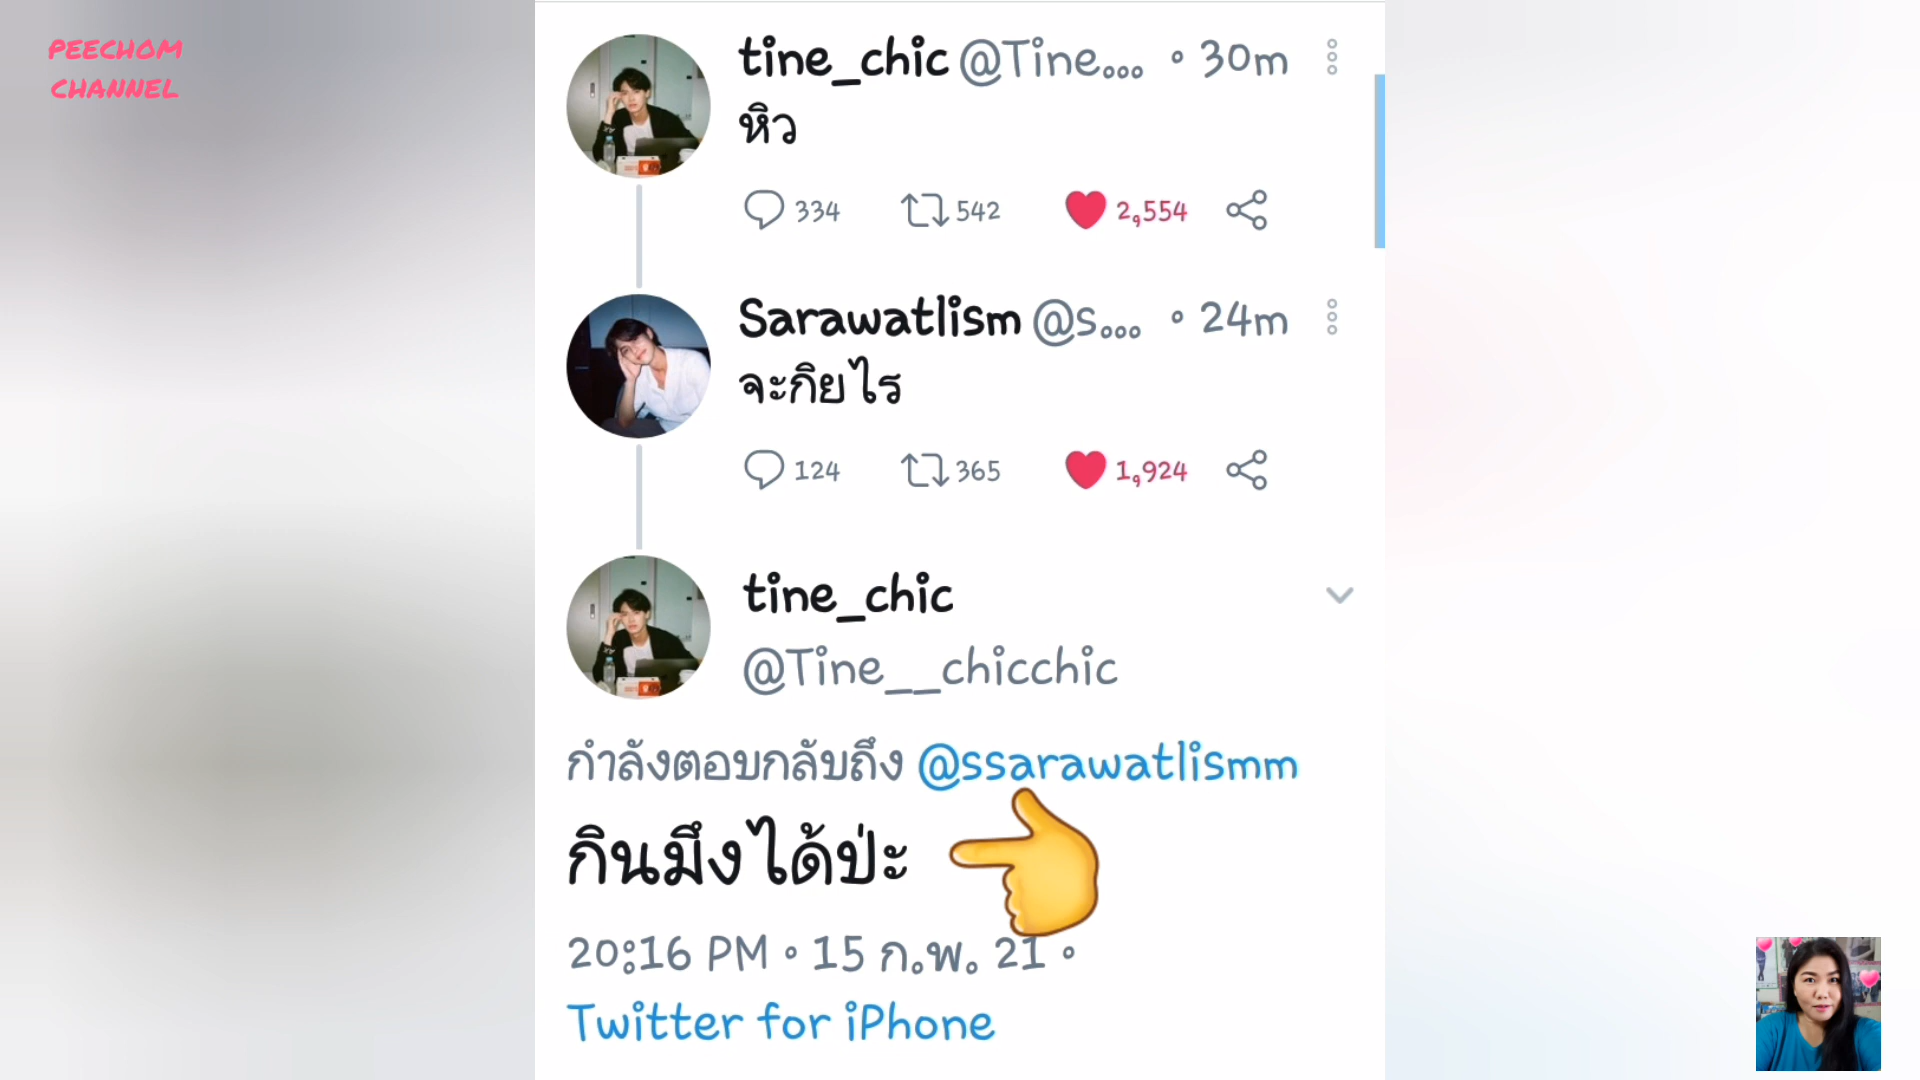 PEECHOM
CHANNEL
tine_chic @Tine... ∘ 30m
หิว
334 542 2,554
Sarawatlism @s... ∘ 24m
จะกิยไร
124 365 1,924
tine_chic
@Tine__chicchic
กำลังตอบกลับถึง @ssarawatlismm
กินมึงได้ป่ะ
20:16 PM ∘ 15 ก.พ. 21 ∘
Twitter for iPhone